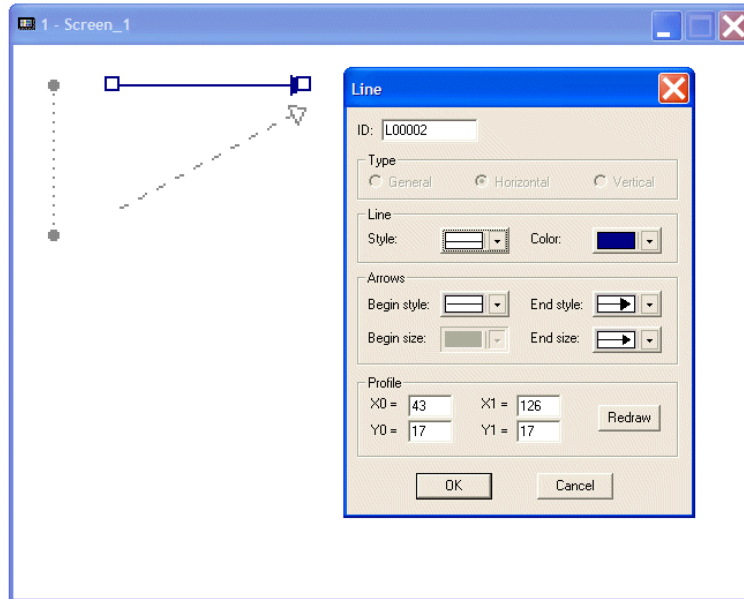 1 - Screen_1
Line
ID: L00002
Type
General Horizontal Vertical
Line
Style: Color:
Arrows
Begin style: End style:
Begin size: End size:
Profile
X0 = 43 X1 = 126
Y0 = 17 Y1 = 17
Redraw
OK Cancel